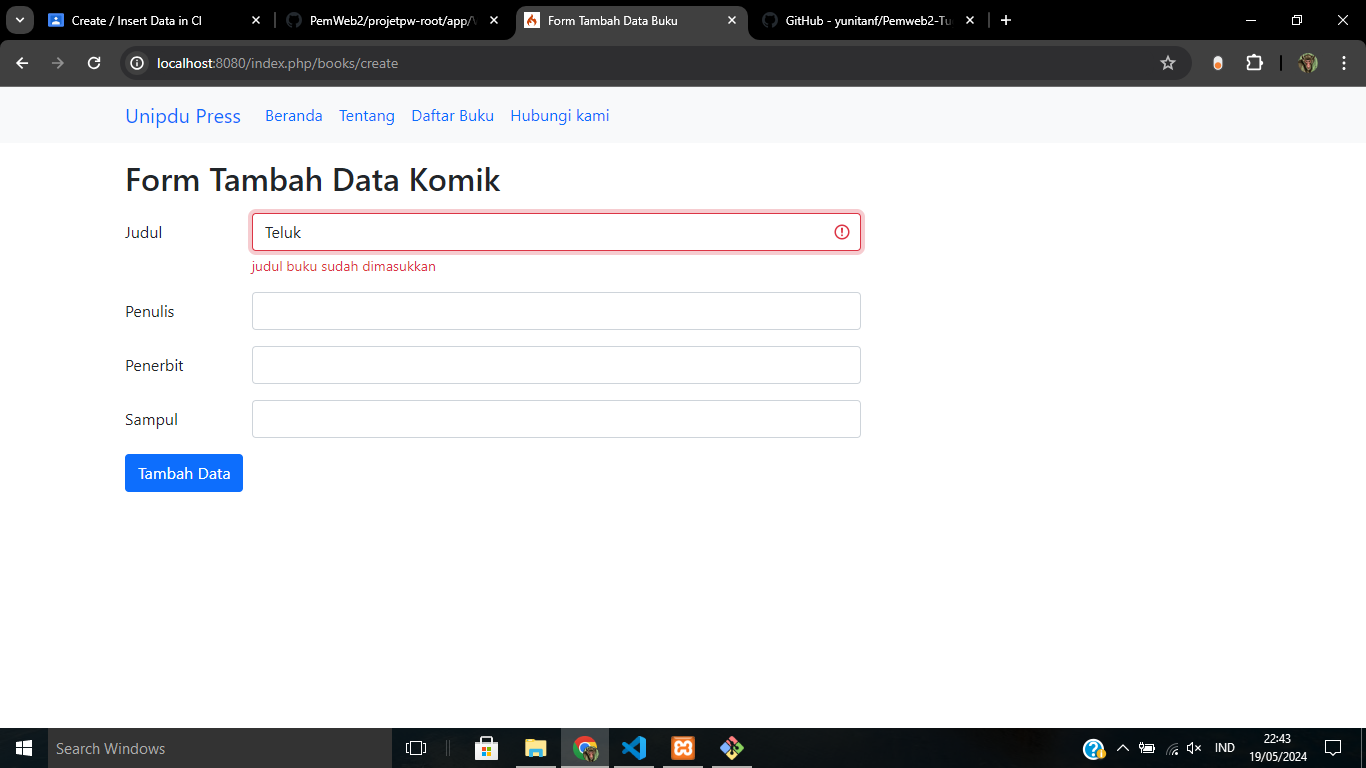 Create / Insert Data in CI
PemWeb2/projetpw-root/app/
Form Tambah Data Buku
GitHub - yunitanf/Pemweb2-Tu
localhost:8080/index.php/books/create
Unipdu Press Beranda Tentang Daftar Buku Hubungi kami
Form Tambah Data Komik
Judul Teluk
judul buku sudah dimasukkan
Penulis
Penerbit
Sampul
Tambah Data
Search Windows
IND
22:43
19/05/2024